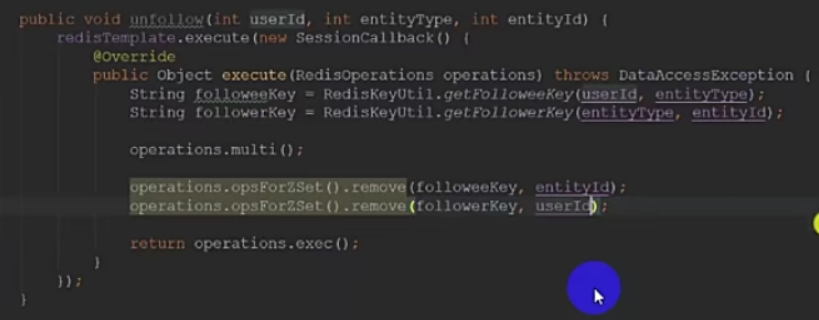 public void unfollow(int userId, int entityType, int entityId) {
redisTemplate.execute(new SessionCallback() {
@Override
public Object execute(RedisOperations operations) throws DataAccessException {
String followeeKey = RedisKeyUtil.getFolloweeKey(userId, entityType);
String followerKey = RedisKeyUtil.getFollowerKey(entityType, entityId);
operations.multi();
operations.opsForZSet().remove(followeeKey, entityId);
operations.opsForZSet().remove(followerKey, userId);
return operations.exec();
}
});
}